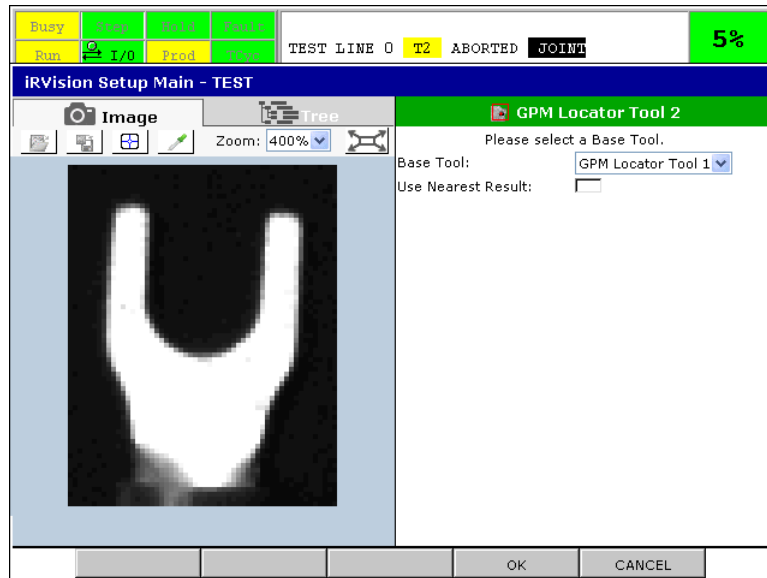 Busy Step Hold Fault
Run I/O Prod TCyc
TEST LINE 0 T2 ABORTED JOINT
5%
iRVision Setup Main - TEST
Image Tree
Zoom: 400%
GPM Locator Tool 2
Please select a Base Tool.
Base Tool: GPM Locator Tool 1
Use Nearest Result:
OK CANCEL